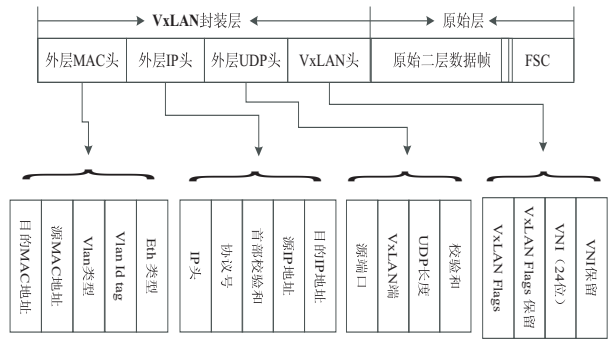 VxLAN封装层 原始层
外层MAC头 外层IP头 外层UDP头 VxLAN头 原始二层数据帧 FSC
目的MAC地址
源MAC地址
Vlan类型
Vlan Id tag
Eth 类型
IP头
协议号
首部校验和
源IP地址
目的IP地址
源端口
VxLAN端
UDP长度
校验和
VxLAN Flags
VxLAN Flags 保留
VNI（24位）
VNI保留